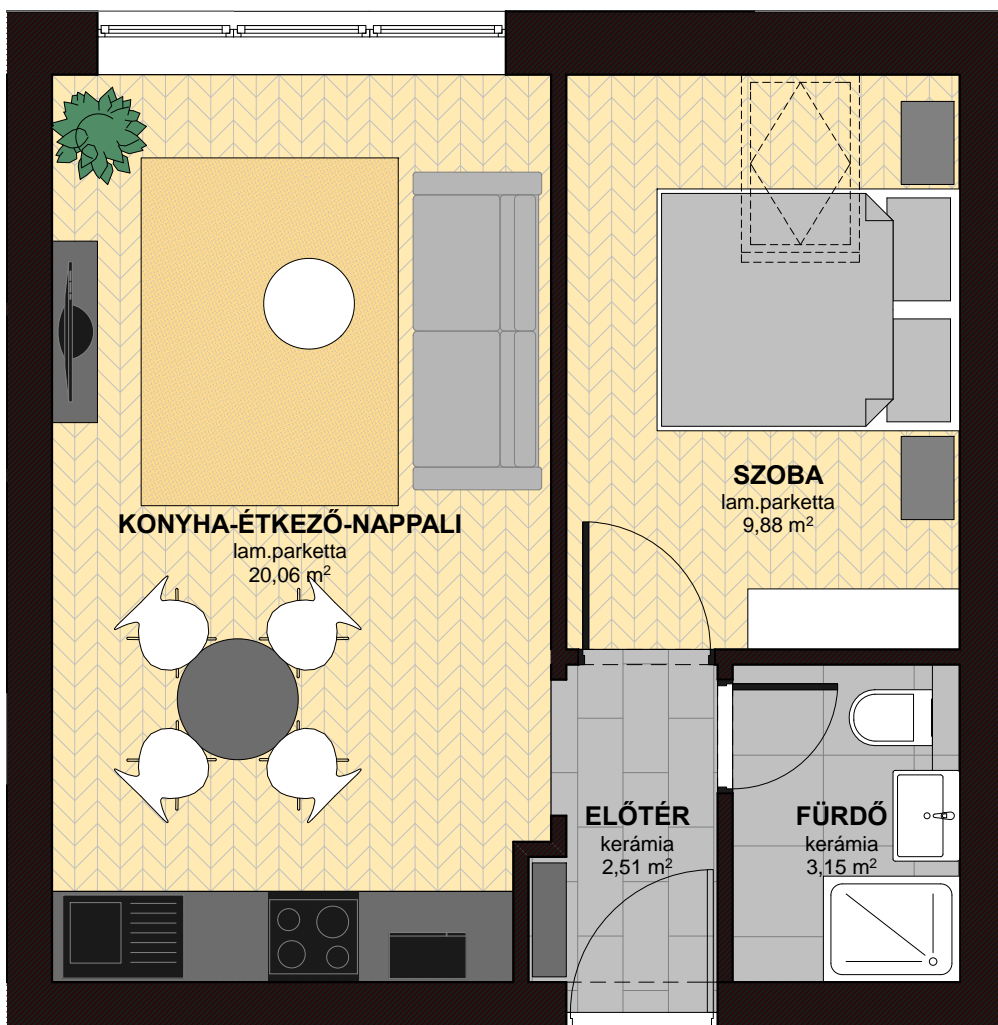 SZOBA
lam.parketta
9,88 m²
KONYHA-ÉTKEZŐ-NAPPALI
lam.parketta
20,06 m²
ELŐTÉR
kerámia
2,51 m²
FÜRDŐ
kerámia
3,15 m²